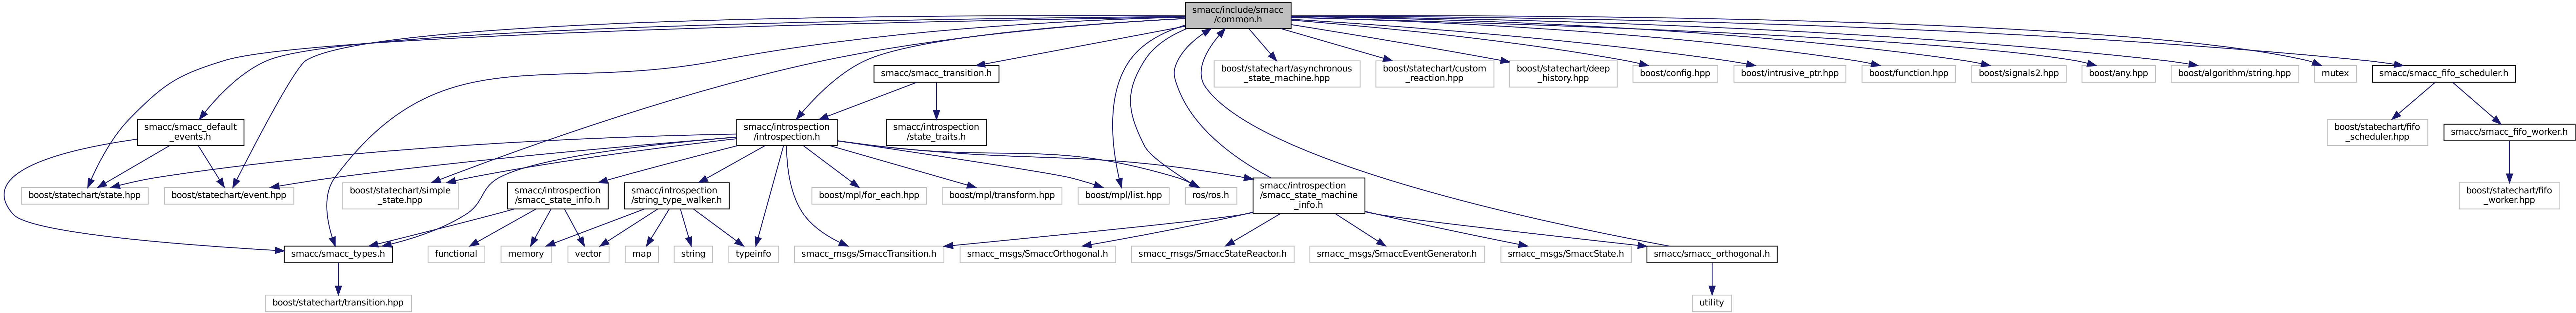 smacc/include/smacc
/common.h
smacc/smacc_transition.h
boost/statechart/asynchronous
_state_machine.hpp
boost/statechart/custom
_reaction.hpp
boost/statechart/deep
_history.hpp
boost/config.hpp
boost/intrusive_ptr.hpp
boost/function.hpp
boost/signals2.hpp
boost/any.hpp
boost/algorithm/string.hpp
mutex
smacc/smacc_fifo_scheduler.h
smacc/smacc_default
_events.h
smacc/introspection
/introspection.h
smacc/introspection
/state_traits.h
boost/statechart/fifo
_scheduler.hpp
smacc/smacc_fifo_worker.h
boost/statechart/state.hpp
boost/statechart/event.hpp
boost/statechart/simple
_state.hpp
smacc/introspection
/smacc_state_info.h
smacc/introspection
/string_type_walker.h
boost/mpl/for_each.hpp
boost/mpl/transform.hpp
boost/mpl/list.hpp
ros/ros.h
smacc/introspection
/smacc_state_machine
_info.h
boost/statechart/fifo
_worker.hpp
smacc/smacc_types.h
functional
memory
vector
map
string
typeinfo
smacc_msgs/SmaccTransition.h
smacc_msgs/SmaccOrthogonal.h
smacc_msgs/SmaccStateReactor.h
smacc_msgs/SmaccEventGenerator.h
smacc_msgs/SmaccState.h
smacc/smacc_orthogonal.h
boost/statechart/transition.hpp
utility